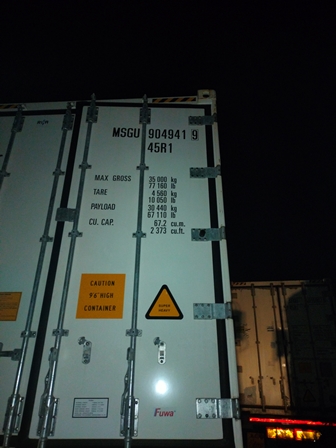 MSGU 904941 9
45R1
MAX GROSS 35 000 kg
77 160 lb
TARE 4 560 kg
10 050 lb
PAYLOAD 30 440 kg
67 110 lb
CU. CAP. 67.2 cu.m.
2 373 cu.ft.
CAUTION
9'6" HIGH
CONTAINER
SUPER
HEAVY
Fuwa